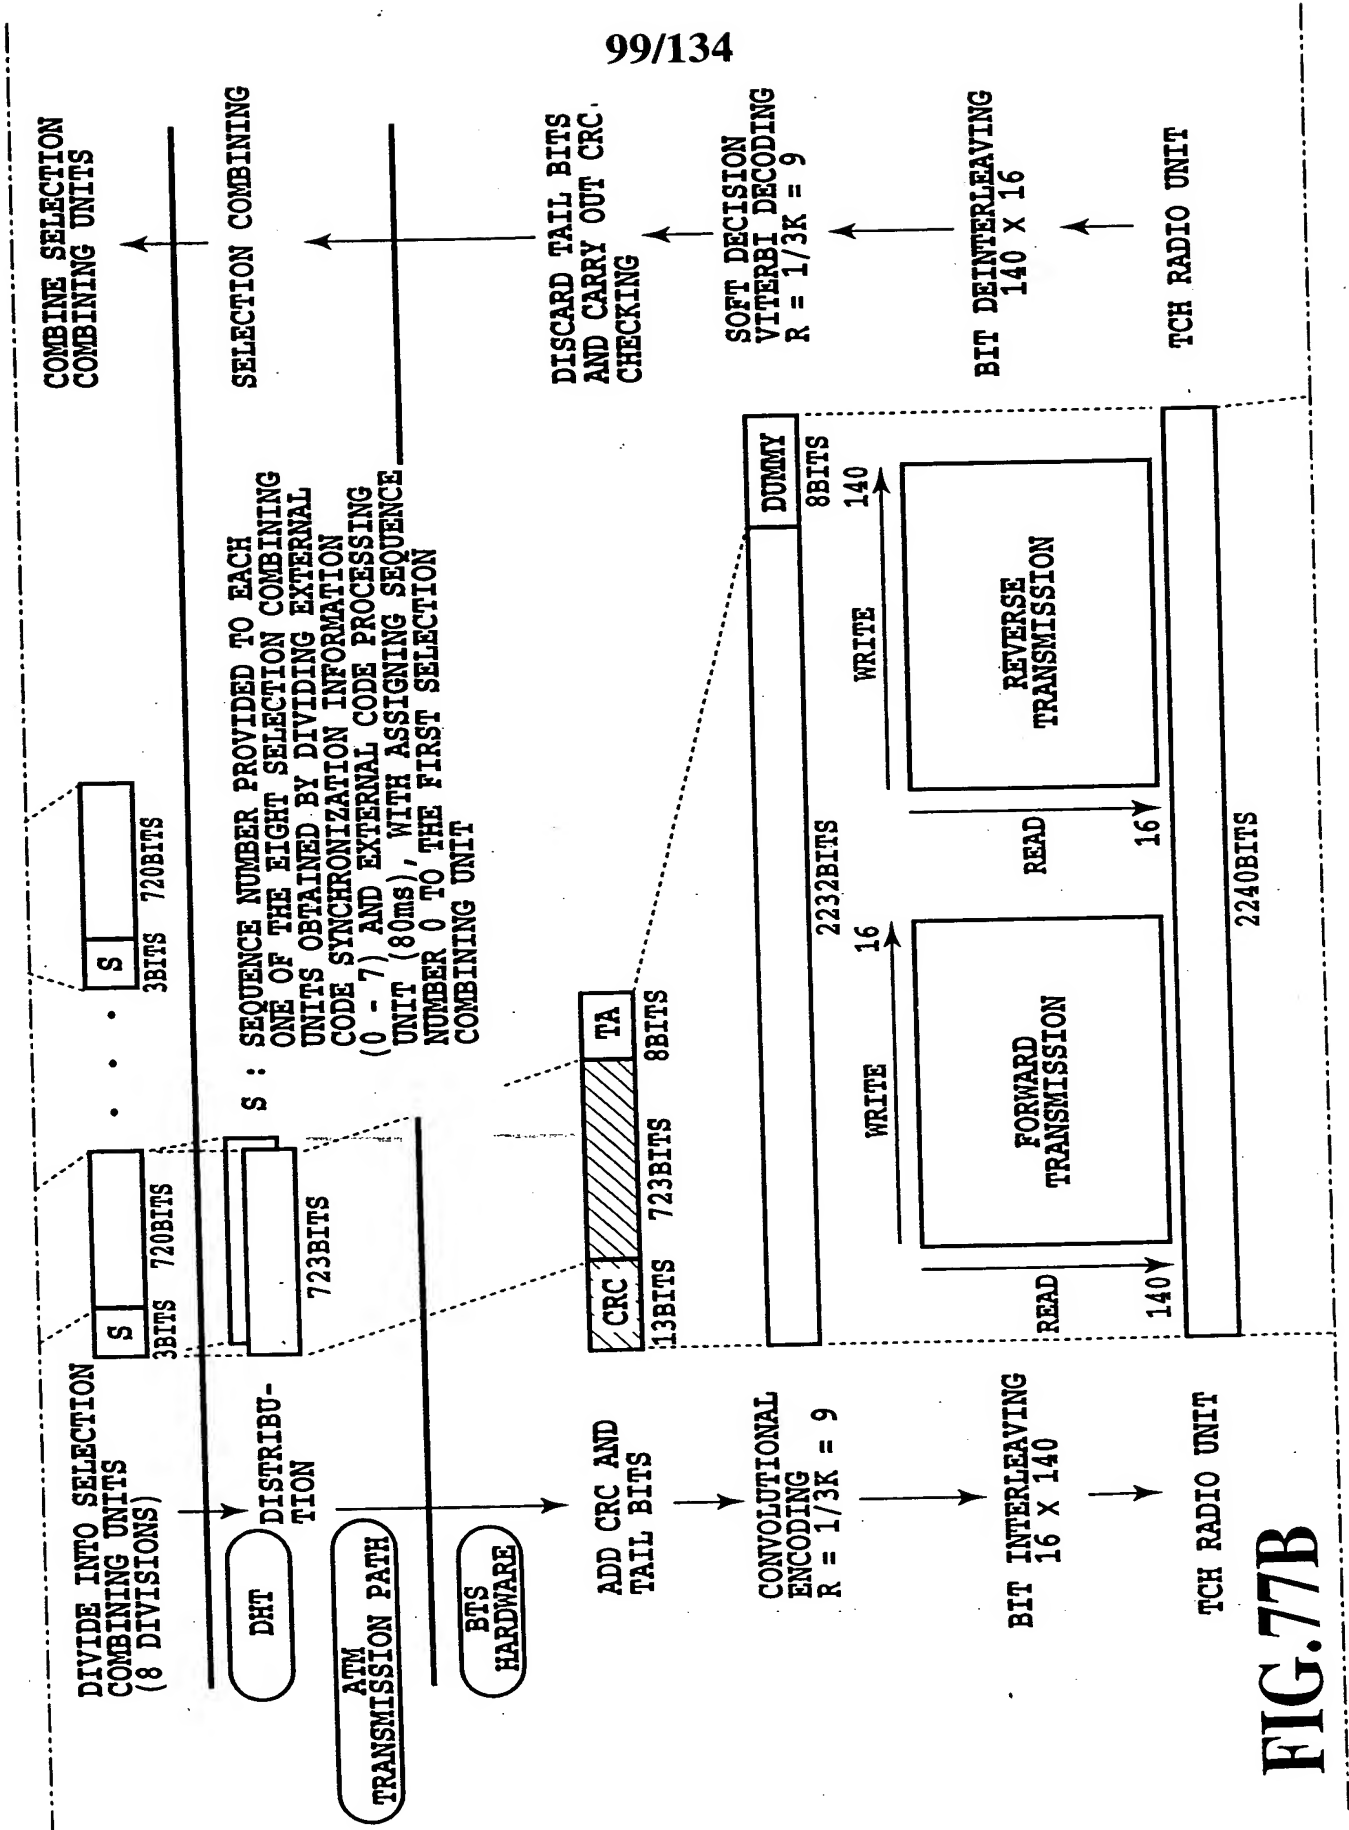 99/134
DIVIDE INTO SELECTION
COMBINING UNITS
(8 DIVISIONS)
S
3BITS 720BITS
• • •
S
3BITS 720BITS
COMBINE SELECTION
COMBINING UNITS
DHT
DISTRIBU-
TION
723BITS
S : SEQUENCE NUMBER PROVIDED TO EACH
ONE OF THE EIGHT SELECTION COMBINING
UNITS OBTAINED BY DIVIDING EXTERNAL
CODE SYNCHRONIZATION INFORMATION
(0 - 7) AND EXTERNAL CODE PROCESSING
UNIT (80ms), WITH ASSIGNING SEQUENCE
NUMBER 0 TO THE FIRST SELECTION
COMBINING UNIT
SELECTION COMBINING
ATM
TRANSMISSION PATH
BTS
HARDWARE
ADD CRC AND
TAIL BITS
CRC
TA
13BITS 723BITS 8BITS
DISCARD TAIL BITS
AND CARRY OUT CRC.
CHECKING
CONVOLUTIONAL
ENCODING
R = 1/3K = 9
DUMMY
2232BITS
8BITS
SOFT DECISION
VITERBI DECODING
R = 1/3K = 9
BIT INTERLEAVING
16 X 140
WRITE
16
READ
140
FORWARD
TRANSMISSION
WRITE
140
READ
16
REVERSE
TRANSMISSION
BIT DEINTERLEAVING
140 X 16
TCH RADIO UNIT
2240BITS
TCH RADIO UNIT
FIG.77B